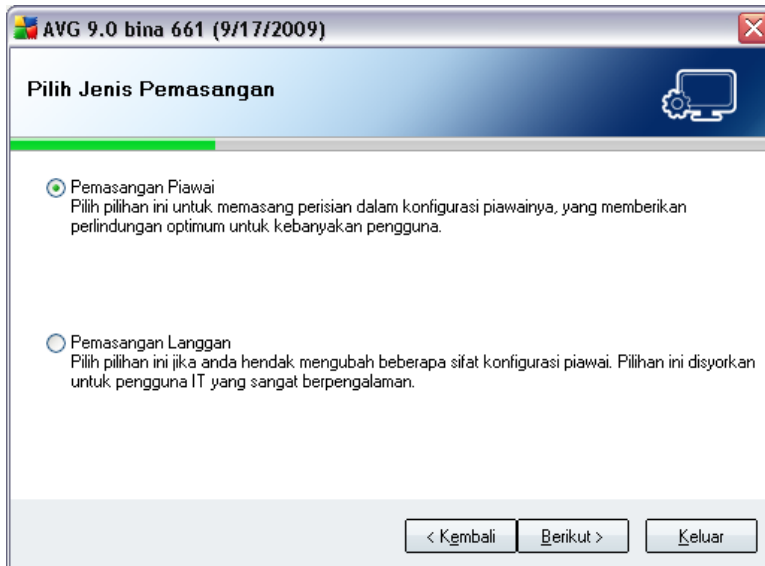 AVG 9.0 bina 661 (9/17/2009)
Pilih Jenis Pemasangan
Pemasangan Piawai
Pilih pilihan ini untuk memasang perisian dalam konfigurasi piawainya, yang memberikan
perlindungan optimum untuk kebanyakan pengguna.
Pemasangan Langgan
Pilih pilihan ini jika anda hendak mengubah beberapa sifat konfigurasi piawai. Pilihan ini disyorkan
untuk pengguna IT yang sangat berpengalaman.
< Kembali Berikut > Keluar